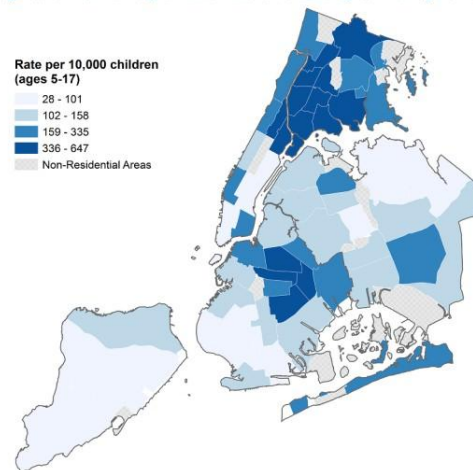 Rate per 10,000 children
(ages 5-17)
28 - 101
102 - 158
159 - 335
336 - 647
Non-Residential Areas